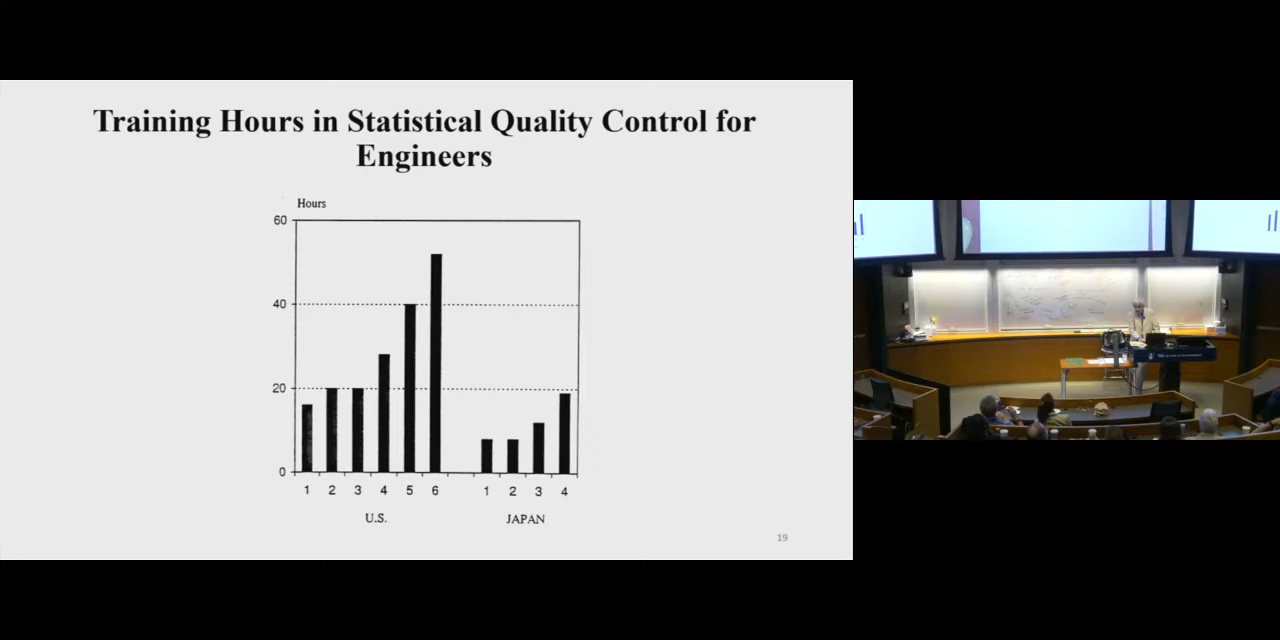 Training Hours in Statistical Quality Control for
Engineers
Hours
60
40
20
0
1 2 3 4 5 6 1 2 3 4
U.S. JAPAN
19